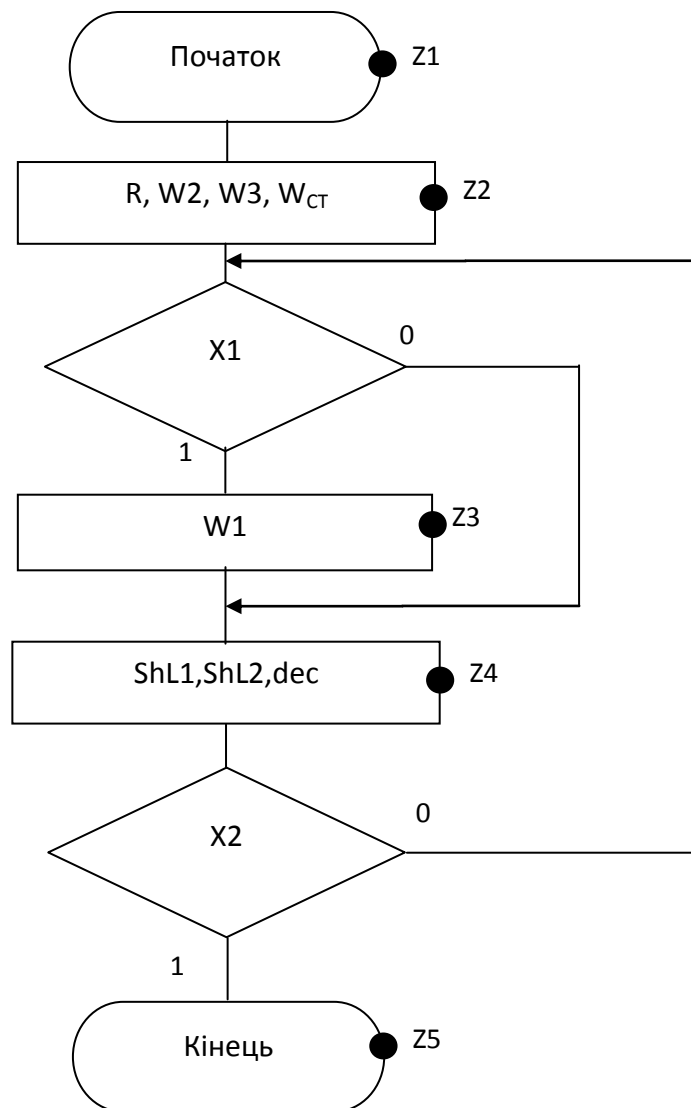 Початок
Z1
R, W2, W3, WСТ
Z2
X1
0
1
W1
Z3
ShL1,ShL2,dec
Z4
X2
0
1
Кінець
Z5